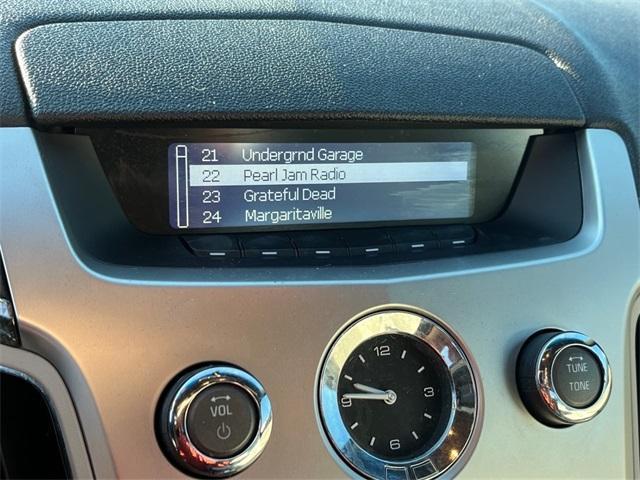 21 Undergrnd Garage
22 Pearl Jam Radio
23 Grateful Dead
24 Margaritaville
12
3
6
9
VOL
TUNE
TONE